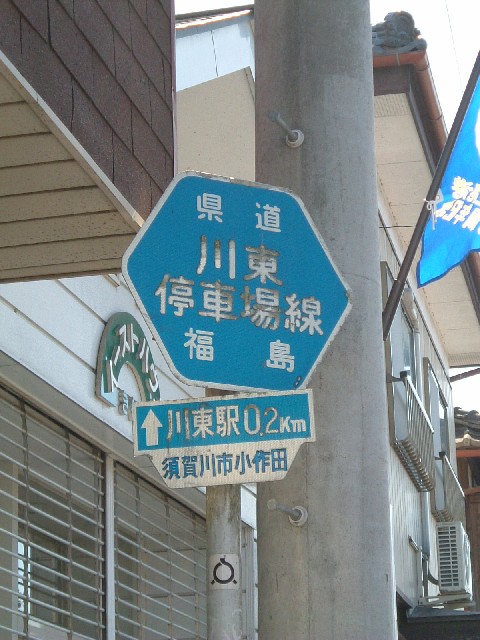 県道
川東
停車場線
福島
川東駅0.2Km
須賀川市小作田